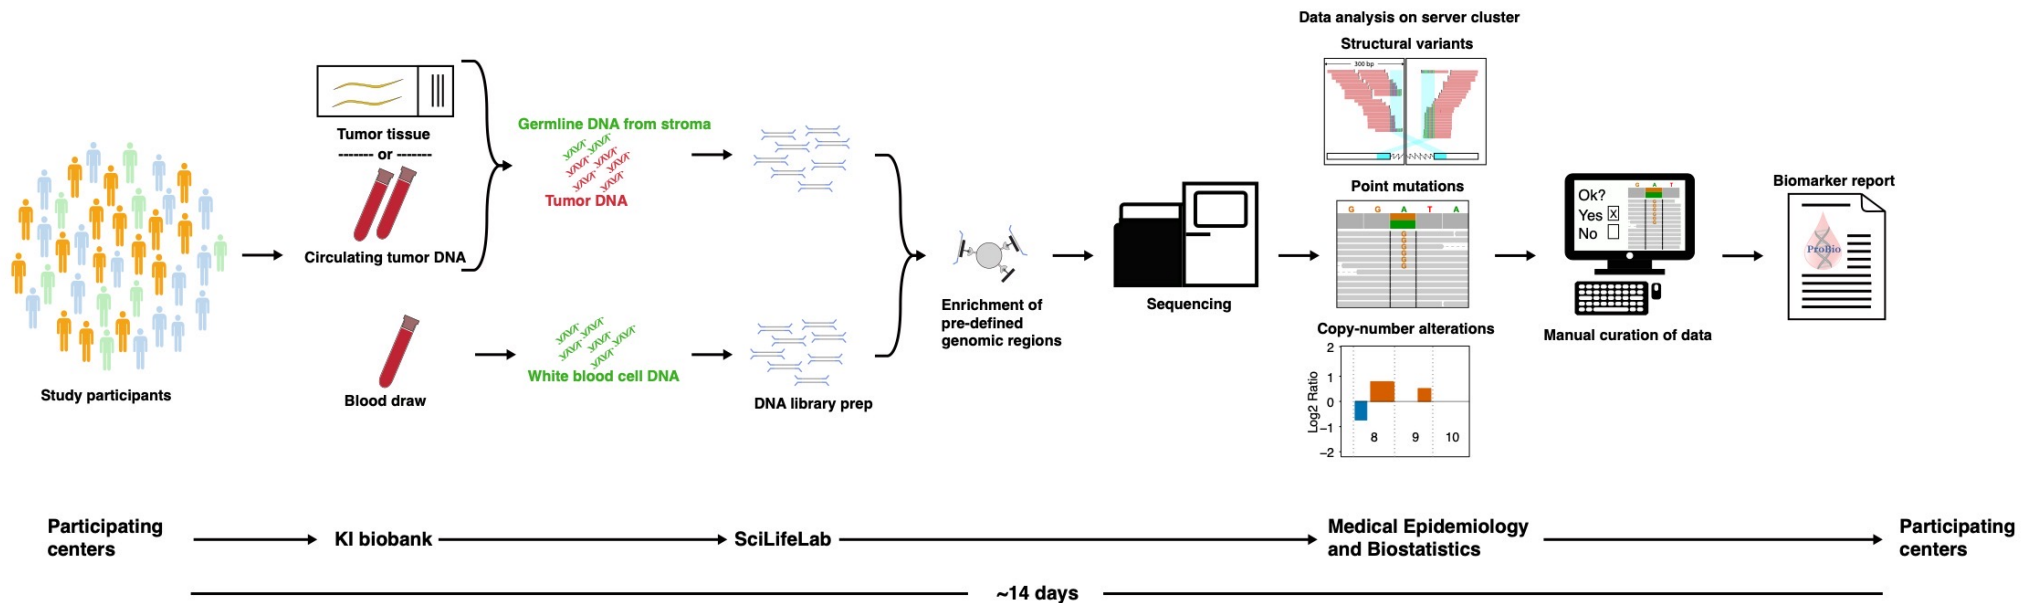 Data analysis on server cluster
Structural variants
300 bp
Tumor tissue
------- or -------
Circulating tumor DNA
Germline DNA from stroma
Tumor DNA
Study participants
Blood draw
White blood cell DNA
DNA library prep
Enrichment of
pre-defined
genomic regions
Sequencing
Point mutations
G G A T A
G
G
G
G
G
Copy-number alterations
Log2 Ratio
2
1
0
−1
−2
8 9 10
Ok?
Yes X
No
G A T
Manual curation of data
Biomarker report
ProBio
Participating
centers
KI biobank
SciLifeLab
Medical Epidemiology
and Biostatistics
Participating
centers
~14 days